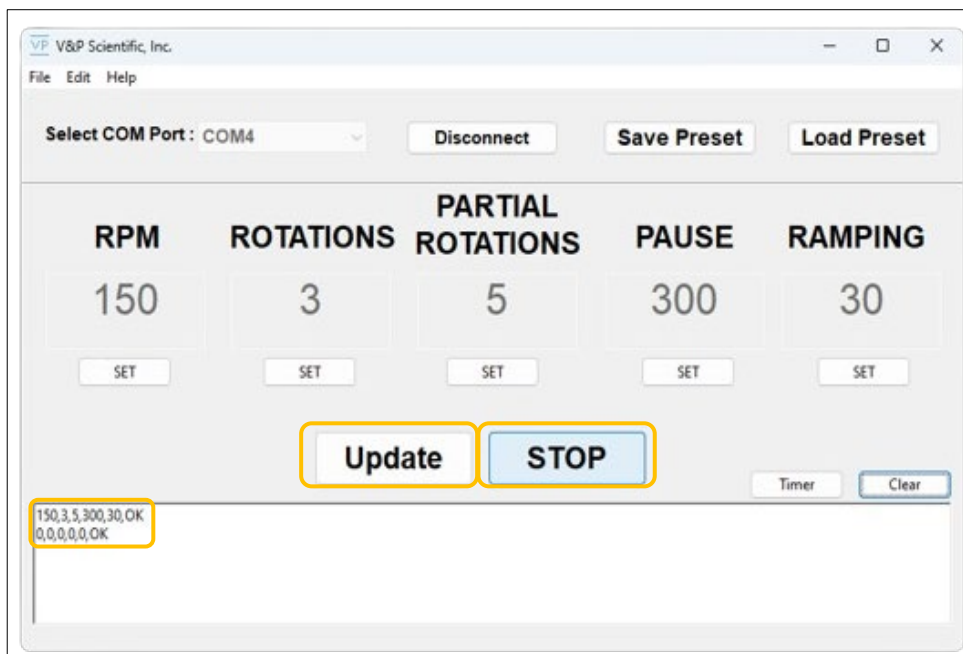 VP V&P Scientific, Inc.
File Edit Help
Select COM Port : COM4 Disconnect Save Preset Load Preset
RPM ROTATIONS PARTIAL ROTATIONS PAUSE RAMPING
150 3 5 300 30
SET SET SET SET SET
Update STOP
Timer Clear
150,3,5,300,30,OK
0,0,0,0,0,OK